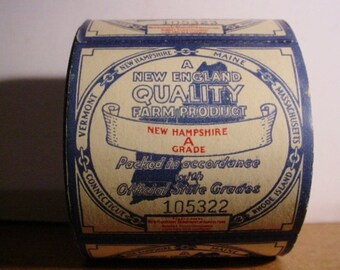 NEW HAMPSHIRE
MAINE
VERMONT
MASSACHUSETTS
CONNECTICUT
RHODE ISLAND
A
NEW ENGLAND
QUALITY
FARM PRODUCT
NEW HAMPSHIRE
A
GRADE
Packed in accordance
with
Official State Grades
105322